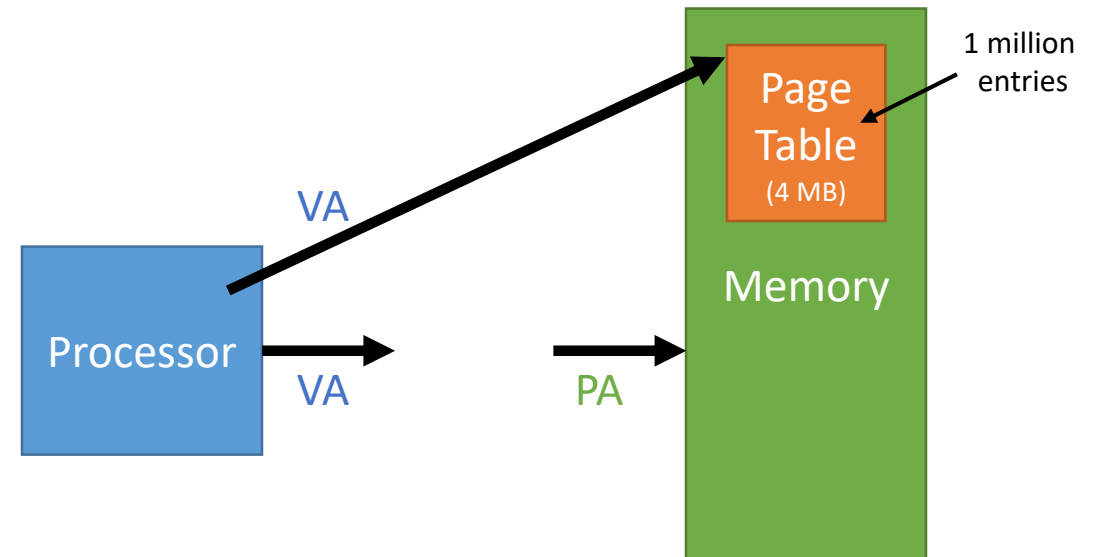 1 million
entries
Page
Table
(4 MB)
VA
Memory
Processor
VA
PA